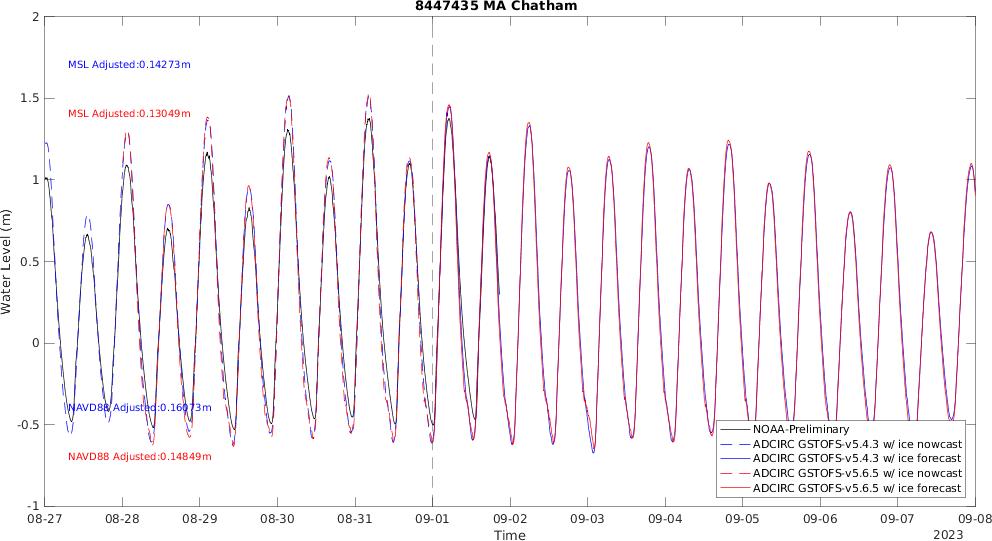 8447435 MA Chatham
2
1.5
1
0.5
0
-0.5
-1
Water Level (m)
MSL Adjusted:0.14273m
MSL Adjusted:0.13049m
NAVD88 Adjusted:0.16073m
NAVD88 Adjusted:0.14849m
NOAA-Preliminary
ADCIRC GSTOFS-v5.4.3 w/ ice nowcast
ADCIRC GSTOFS-v5.4.3 w/ ice forecast
ADCIRC GSTOFS-v5.6.5 w/ ice nowcast
ADCIRC GSTOFS-v5.6.5 w/ ice forecast
08-27 08-28 08-29 08-30 08-31 09-01 09-02 09-03 09-04 09-05 09-06 09-07 09-08
Time
2023